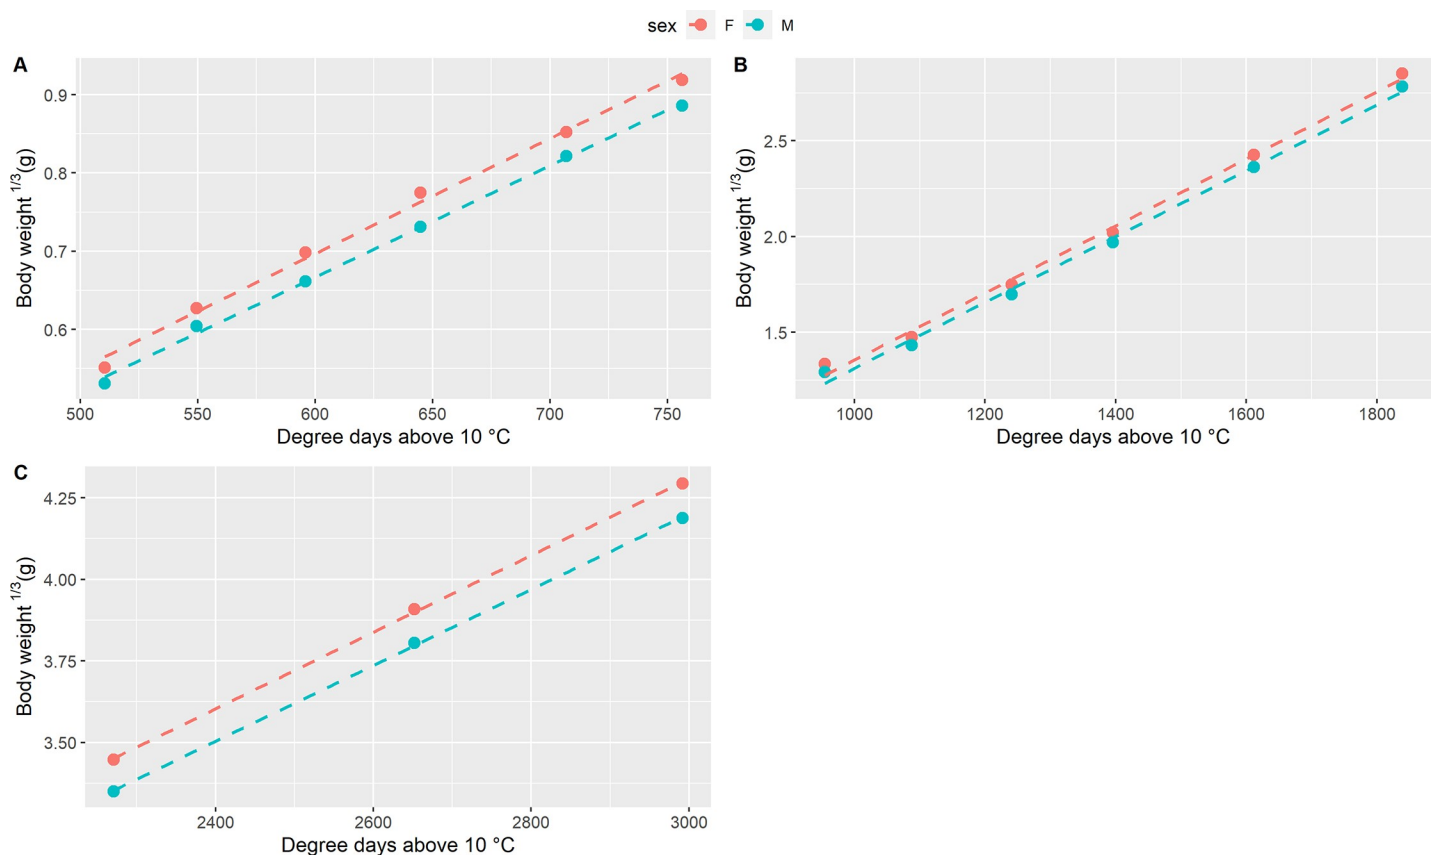 sex F M
A
0.9
0.8
0.7
0.6
Body weight 1/3(g)
500 550 600 650 700 750
Degree days above 10 °C
B
2.5
2.0
1.5
Body weight 1/3(g)
1000 1200 1400 1600 1800
Degree days above 10 °C
C
4.25
4.00
3.75
3.50
Body weight 1/3(g)
2400 2600 2800 3000
Degree days above 10 °C